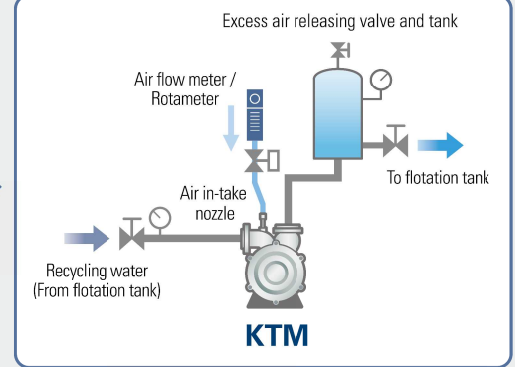 Excess air releasing valve and tank
Air flow meter /
Rotameter
Air in-take
nozzle
To flotation tank
Recycling water
(From flotation tank)
KTM